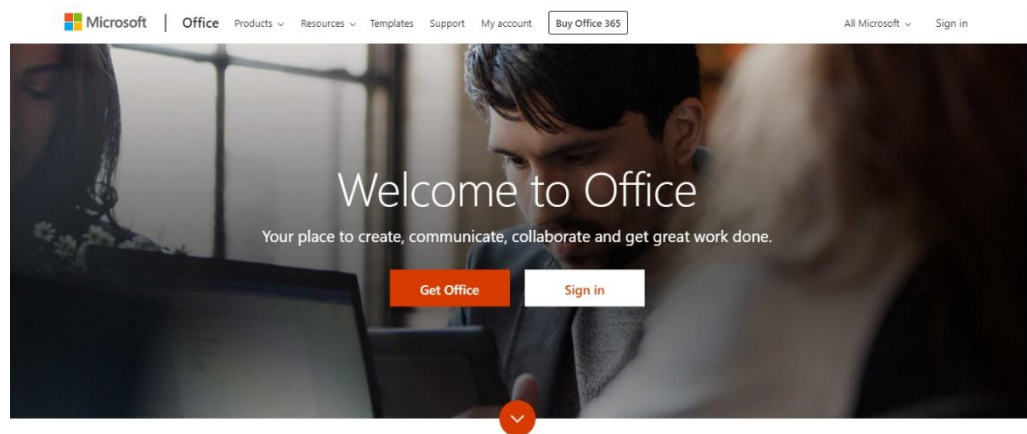 Microsoft | Office Products Resources Templates Support My account Buy Office 365 All Microsoft Sign in
Welcome to Office
Your place to create, communicate, collaborate and get great work done.
Get Office Sign in